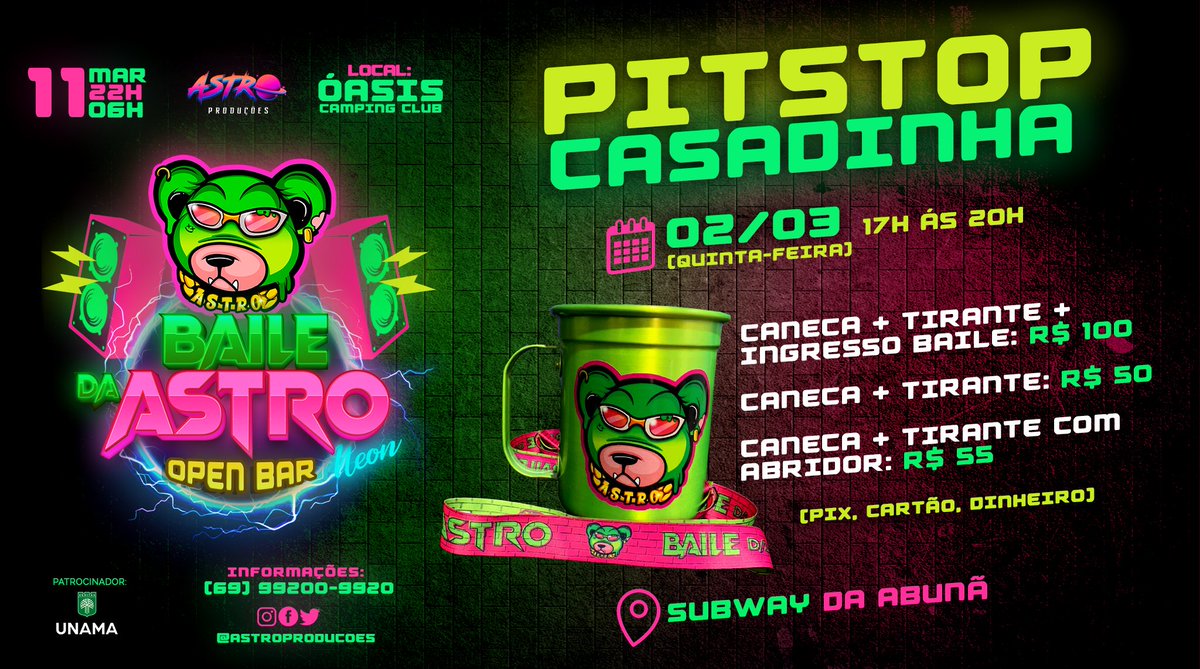 11 MAR
22H
06H
ASTRO
PRODUÇÕES
LOCAL:
ÓASIS
CAMPING CLUB
A·S·T·R·O
BAILE
DA ASTRO
OPEN BAR Neon
PATROCINADOR:
UNAMA
INFORMAÇÕES:
(69) 99200-9920
@ASTROPRODUCOES
PITSTOP
CASADINHA
02/03 17H ÁS 20H
(QUINTA-FEIRA)
CANECA + TIRANTE +
INGRESSO BAILE: R$ 100
CANECA + TIRANTE: R$ 50
CANECA + TIRANTE COM
ABRIDOR: R$ 55
(PIX, CARTÃO, DINHEIRO)
A·S·T·R·O
ASTRO BAILE DA
SUBWAY DA ABUNÃ